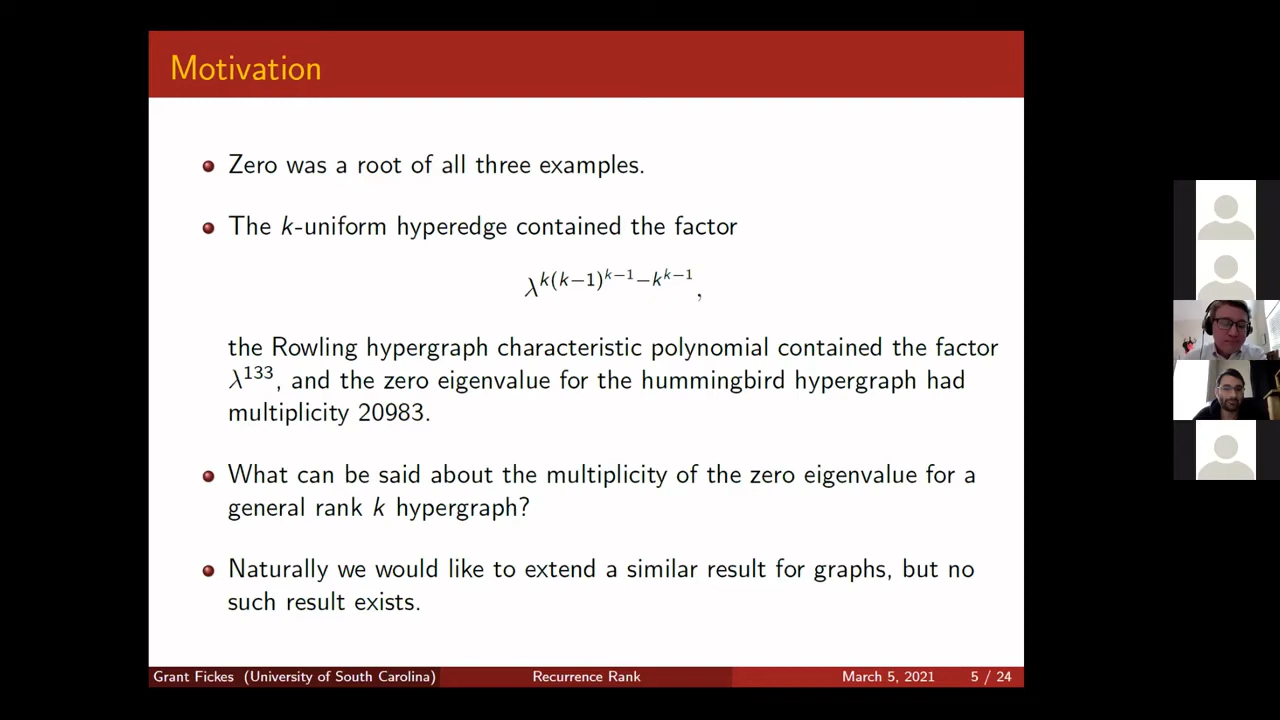 Motivation
Zero was a root of all three examples.
The k-uniform hyperedge contained the factor
λ^{k(k−1)^{k−1}−k^{k−1}},
the Rowling hypergraph characteristic polynomial contained the factor
λ^{133}, and the zero eigenvalue for the hummingbird hypergraph had
multiplicity 20983.
What can be said about the multiplicity of the zero eigenvalue for a
general rank k hypergraph?
Naturally we would like to extend a similar result for graphs, but no
such result exists.
Grant Fickes (University of South Carolina) Recurrence Rank March 5, 2021 5 / 24